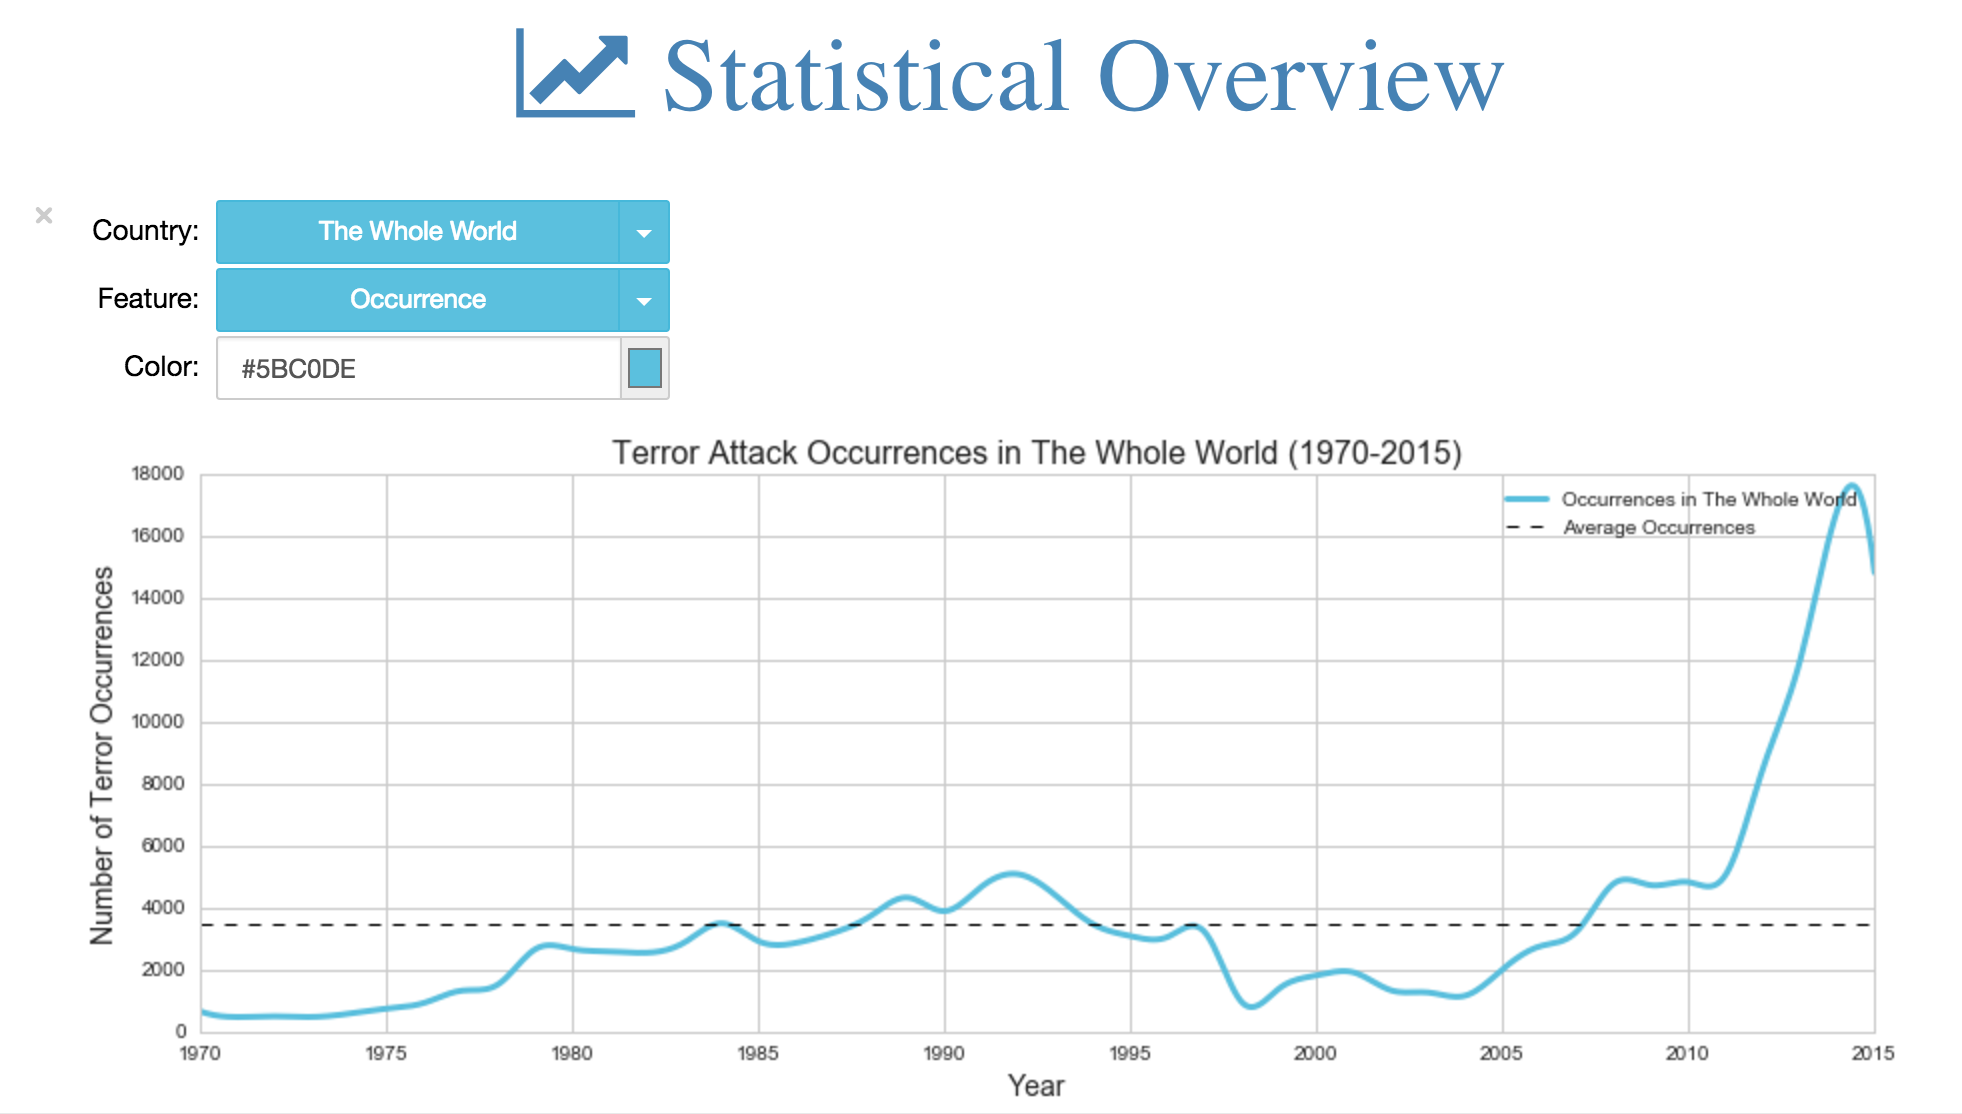 Statistical Overview
×
Country: The Whole World
Feature: Occurrence
Color: #5BC0DE
Terror Attack Occurrences in The Whole World (1970-2015)
Occurrences in The Whole World
Average Occurrences
Number of Terror Occurrences
18000
16000
14000
12000
10000
8000
6000
4000
2000
0
1970 1975 1980 1985 1990 1995 2000 2005 2010 2015
Year